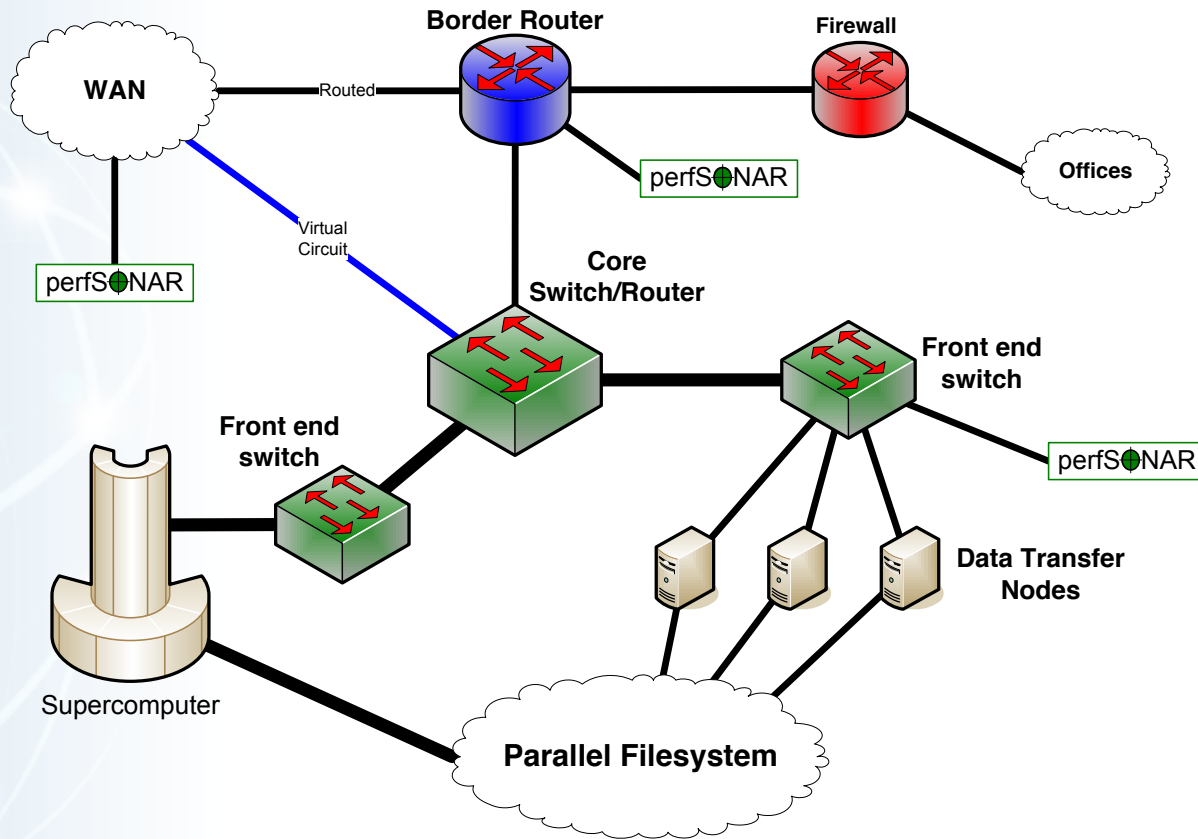 Border Router
Firewall
WAN
Routed
perfSONAR
Offices
Virtual
Circuit
perfSONAR
Core
Switch/Router
Front end
switch
Front end
switch
perfSONAR
Data Transfer
Nodes
Supercomputer
Parallel Filesystem